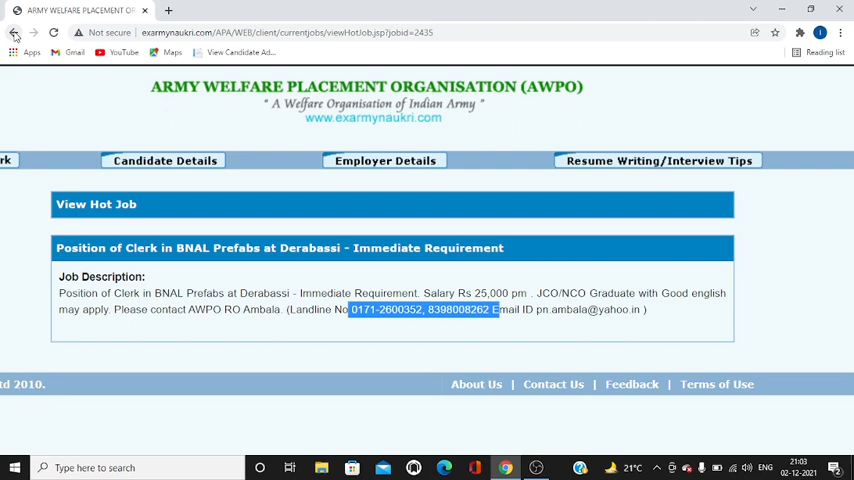 ARMY WELFARE PLACEMENT OR
Not secure
exarmynaukri.com/APA/WEB/client/currentjobs/viewHotJob.jsp?jobid=2435
I
Apps
Gmail
YouTube
Maps
View Candidate Ad...
Reading list
ARMY WELFARE PLACEMENT ORGANISATION (AWPO)
" A Welfare Organisation of Indian Army "
www.exarmynaukri.com
rk
Candidate Details
Employer Details
Resume Writing/Interview Tips
View Hot Job
Position of Clerk in BNAL Prefabs at Derabassi - Immediate Requirement
Job Description:
Position of Clerk in BNAL Prefabs at Derabassi - Immediate Requirement. Salary Rs 25,000 pm . JCO/NCO Graduate with Good english
may apply. Please contact AWPO RO Ambala. (Landline No 0171-2600352, 8398008262 Email ID pn.ambala@yahoo.in )
td 2010.
About Us | Contact Us | Feedback | Terms of Use
Type here to search
21°C
ENG
21:03
02-12-2021
2